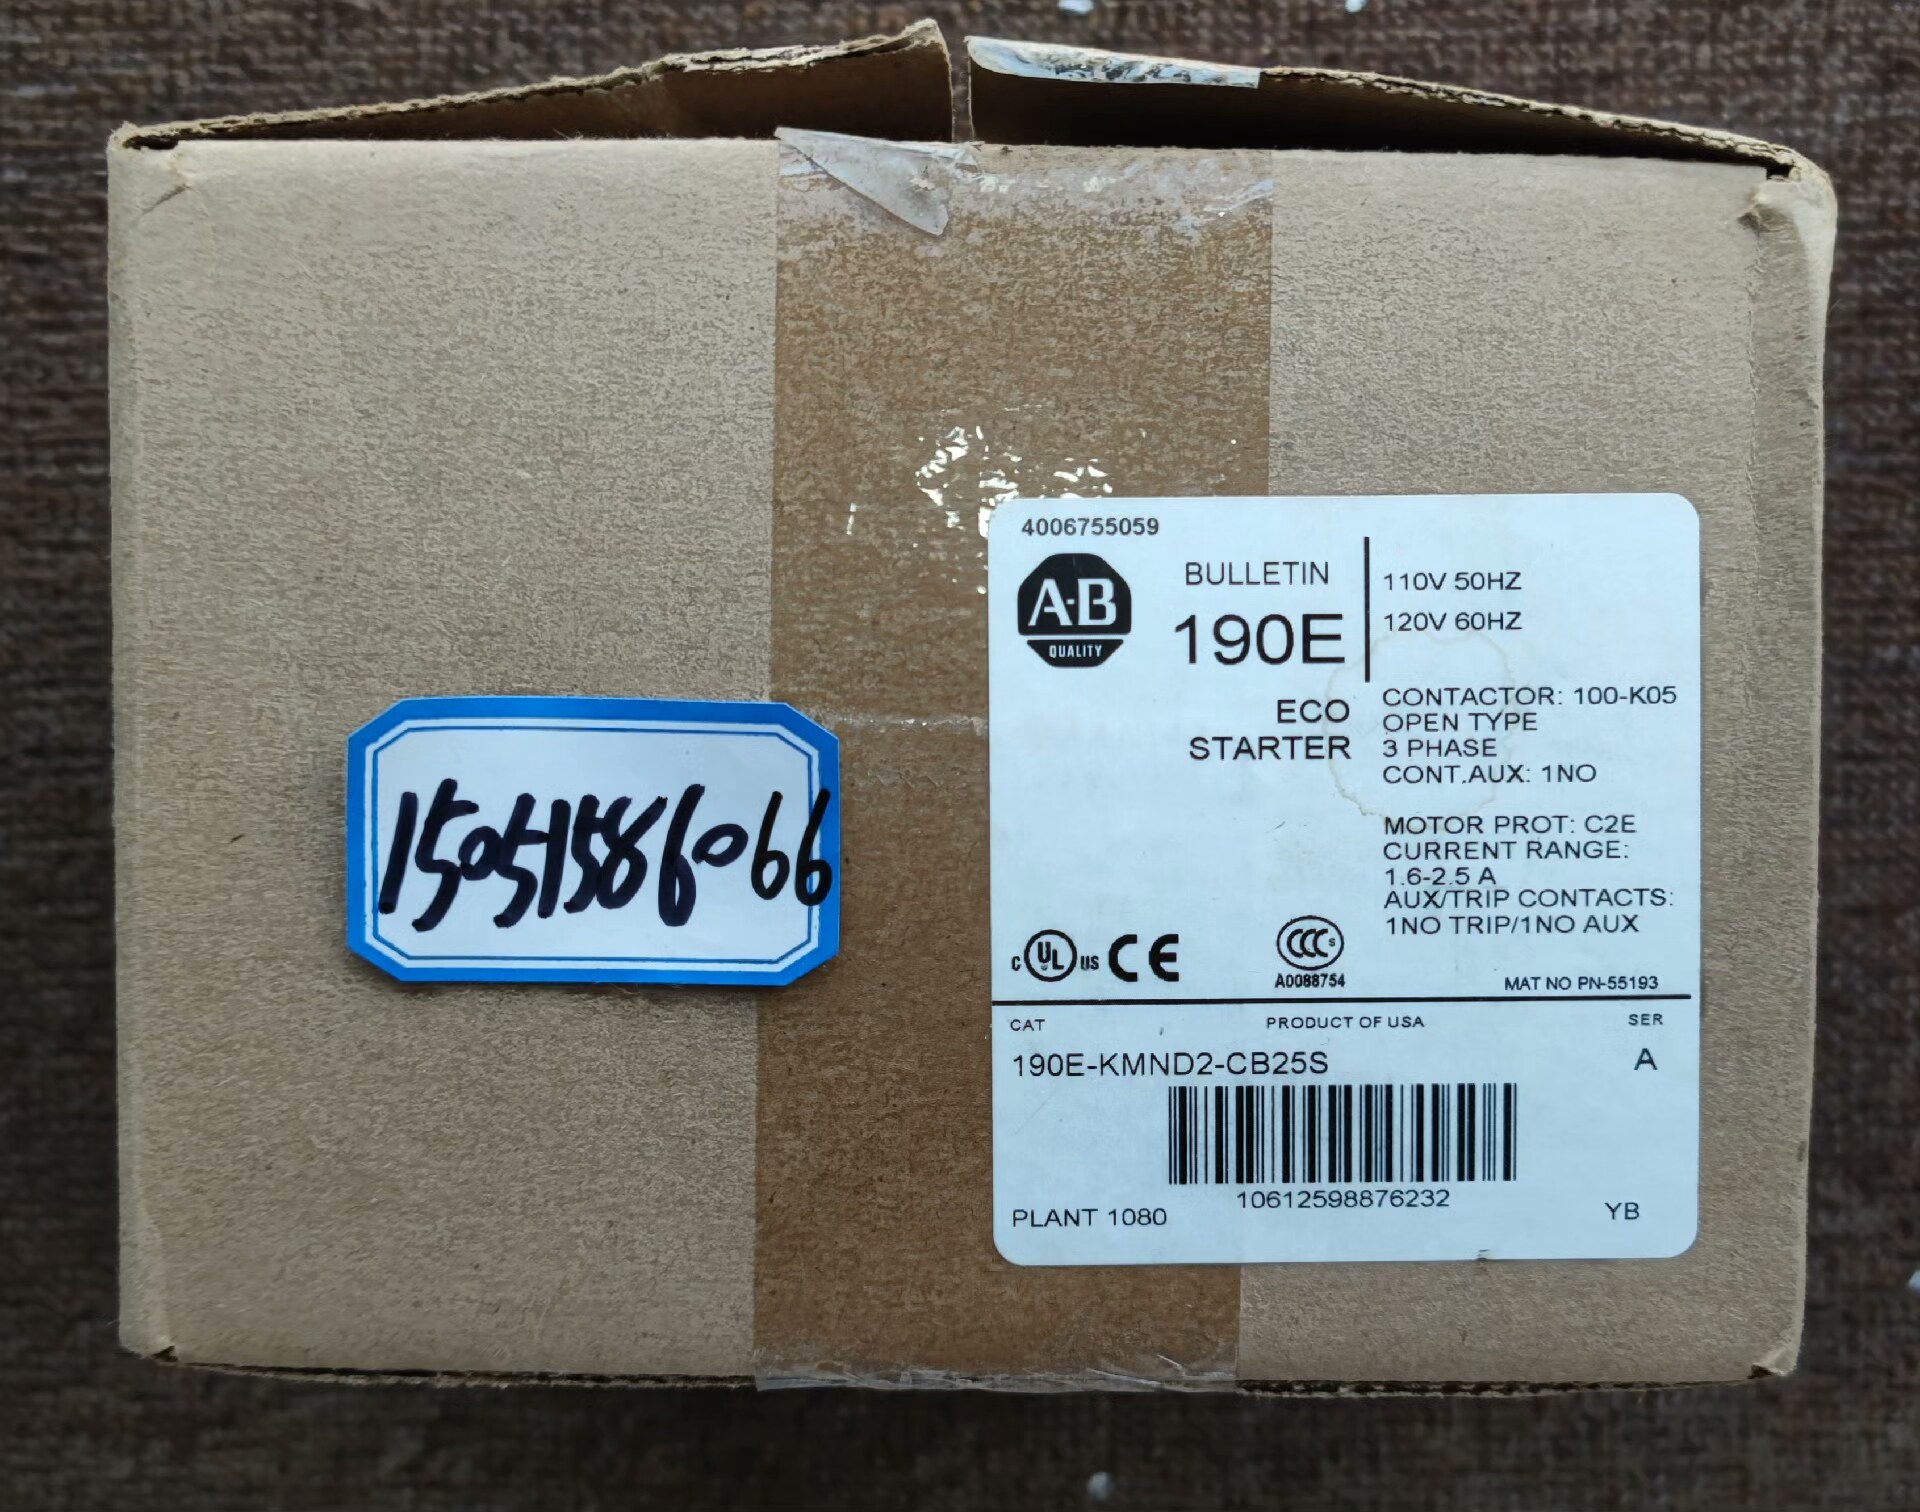 15051586066
4006755059
A-B
QUALITY
BULLETIN
190E
110V 50HZ
120V 60HZ
ECO
STARTER
CONTACTOR: 100-K05
OPEN TYPE
3 PHASE
CONT.AUX: 1NO
MOTOR PROT: C2E
CURRENT RANGE:
1.6-2.5 A
AUX/TRIP CONTACTS:
1NO TRIP/1NO AUX
C UL US CE
CCC S
A0088754
MAT NO PN-55193
CAT PRODUCT OF USA SER
190E-KMND2-CB25S A
10612598876232
PLANT 1080 YB